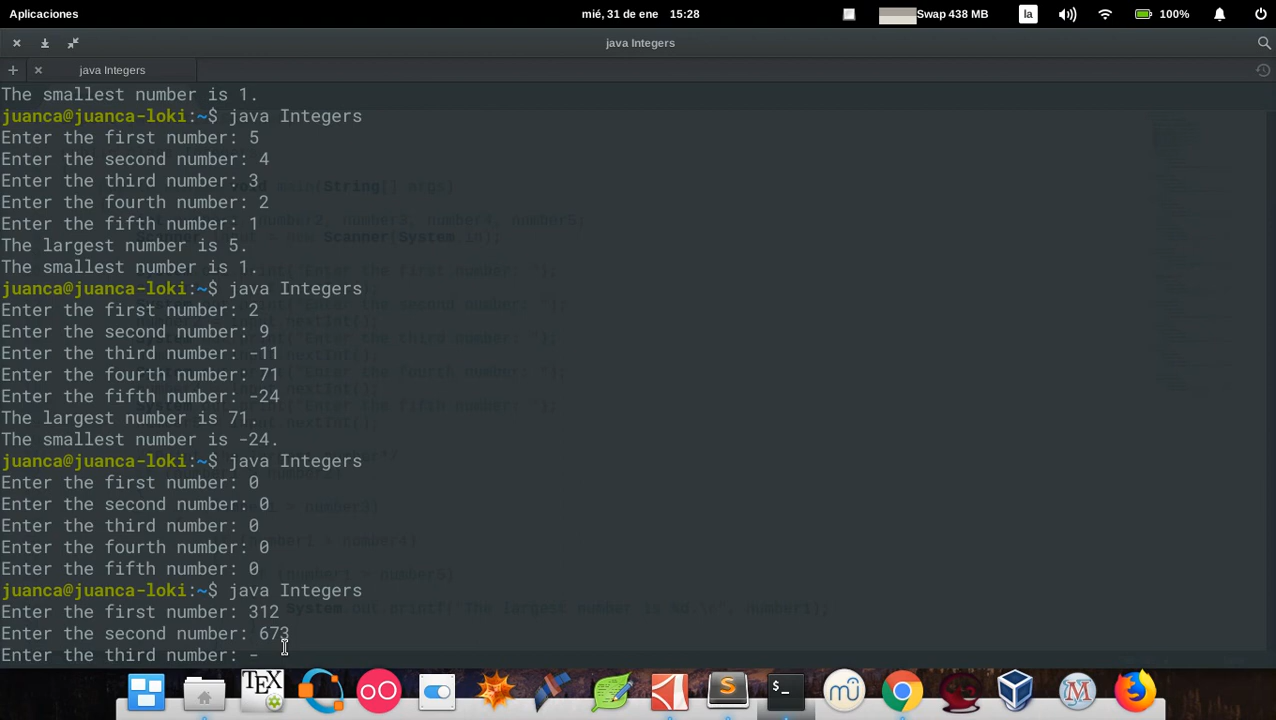 Aplicaciones
mié, 31 de ene 15:28
Swap 438 MB
la
100%
java Integers
java Integers
The smallest number is 1.
juanca@juanca-loki:~$ java Integers
Enter the first number: 5
Enter the second number: 4
Enter the third number: 3
Enter the fourth number: 2
Enter the fifth number: 1
The largest number is 5.
The smallest number is 1.
juanca@juanca-loki:~$ java Integers
Enter the first number: 2
Enter the second number: 9
Enter the third number: -11
Enter the fourth number: 71
Enter the fifth number: -24
The largest number is 71.
The smallest number is -24.
juanca@juanca-loki:~$ java Integers
Enter the first number: 0
Enter the second number: 0
Enter the third number: 0
Enter the fourth number: 0
Enter the fifth number: 0
juanca@juanca-loki:~$ java Integers
Enter the first number: 312
Enter the second number: 673
Enter the third number: -
TEX